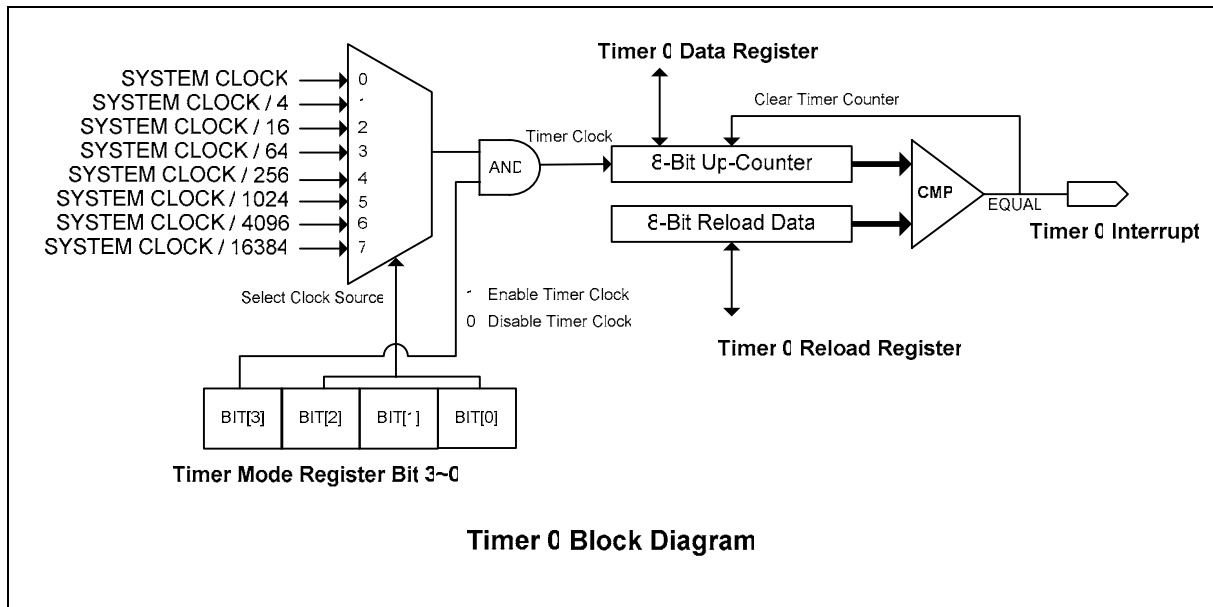 Timer 0 Data Register
SYSTEM CLOCK 0
SYSTEM CLOCK / 4 1
SYSTEM CLOCK / 16 2
SYSTEM CLOCK / 64 3
SYSTEM CLOCK / 256 4
SYSTEM CLOCK / 1024 5
SYSTEM CLOCK / 4096 6
SYSTEM CLOCK / 16384 7
Clear Timer Counter
Timer Clock
AND
8-Bit Up-Counter
CMP
EQUAL
8-Bit Reload Data
Timer 0 Interrupt
Select Clock Source
1 Enable Timer Clock
0 Disable Timer Clock
Timer 0 Reload Register
BIT[3] BIT[2] BIT[1] BIT[0]
Timer Mode Register Bit 3~0
Timer 0 Block Diagram